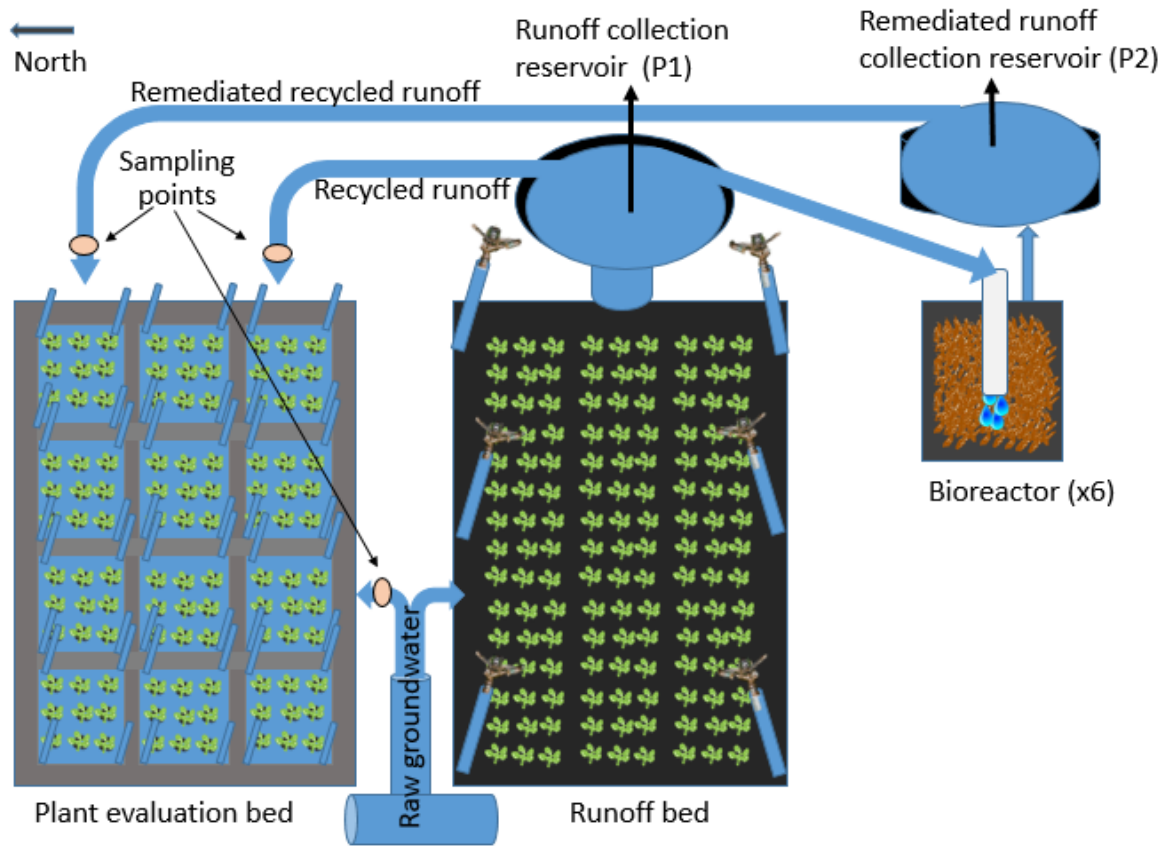 North
Runoff collection
reservoir (P1)
Remediated runoff
collection reservoir (P2)
Remediated recycled runoff
Sampling
points
Recycled runoff
Bioreactor (x6)
Raw groundwater
Plant evaluation bed
Runoff bed